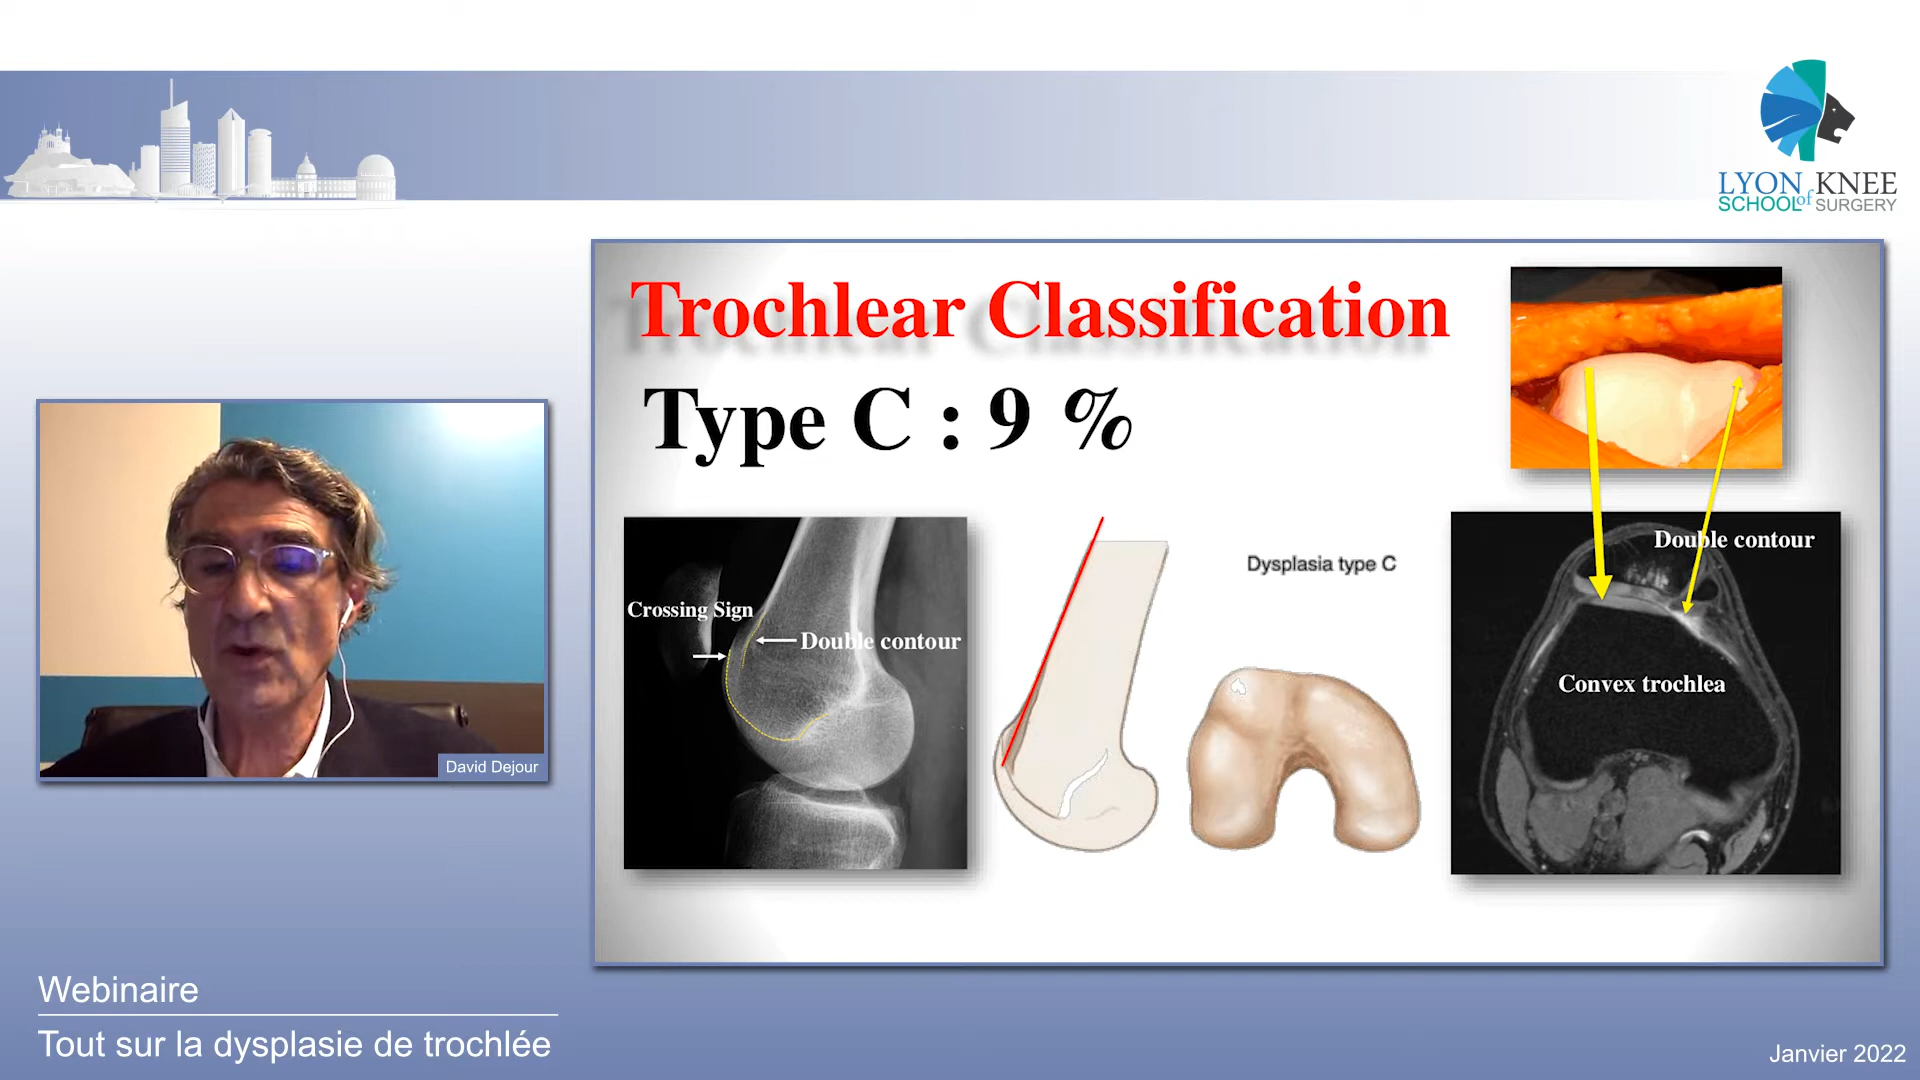 LYON KNEE
SCHOOL of SURGERY
Trochlear Classification
Type C : 9 %
Crossing Sign
Double contour
Dysplasia type C
Double contour
Convex trochlea
David Dejour
Webinaire
Tout sur la dysplasie de trochlée
Janvier 2022